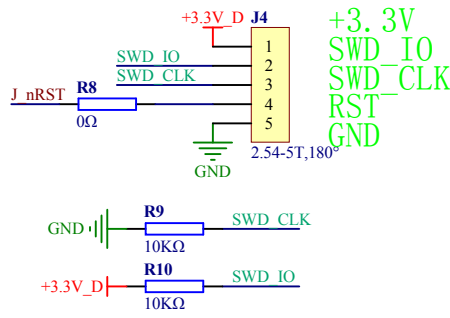 +3.3V_D J4
1
SWD_IO 2
SWD_CLK 3
J_nRST R8 4
0Ω 5
GND
2.54-5T,180°
+3.3V
SWD_IO
SWD_CLK
RST
GND
R9
GND SWD_CLK
10KΩ
R10
+3.3V_D SWD_IO
10KΩ